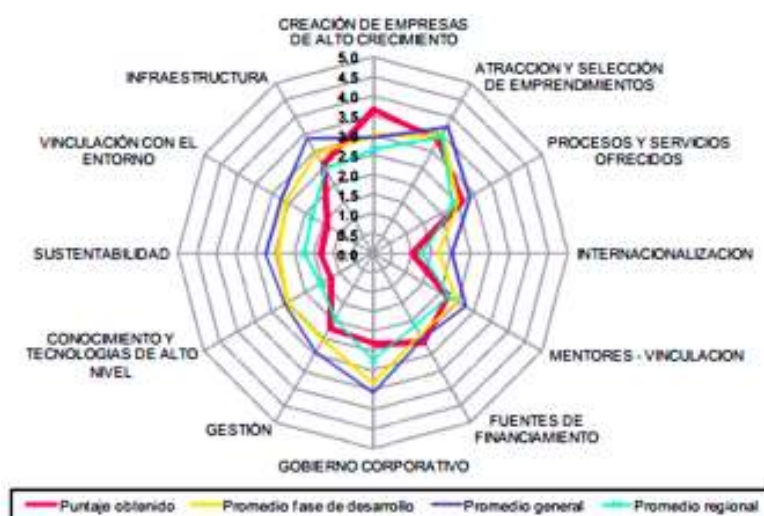 CREACIÓN DE EMPRESAS
DE ALTO CRECIMIENTO
INFRAESTRUCTURA
ATRACCION Y SELECCIÓN
DE EMPRENDIMIENTOS
VINCULACIÓN CON EL
ENTORNO
PROCESOS Y SERVICIOS
OFRECIDOS
SUSTENTABILIDAD
INTERNACIONALIZACION
CONOCIMIENTO Y
TECNOLOGIAS DE ALTO
NIVEL
MENTORES - VINCULACION
GESTIÓN
FUENTES DE
FINANCIAMIENTO
GOBIERNO CORPORATIVO
5.0
4.5
4.0
3.5
3.0
2.5
2.0
1.5
1.0
0.5
0.0
Puntaje obtenido
Promedio fase de desarrollo
Promedio general
Promedio regional